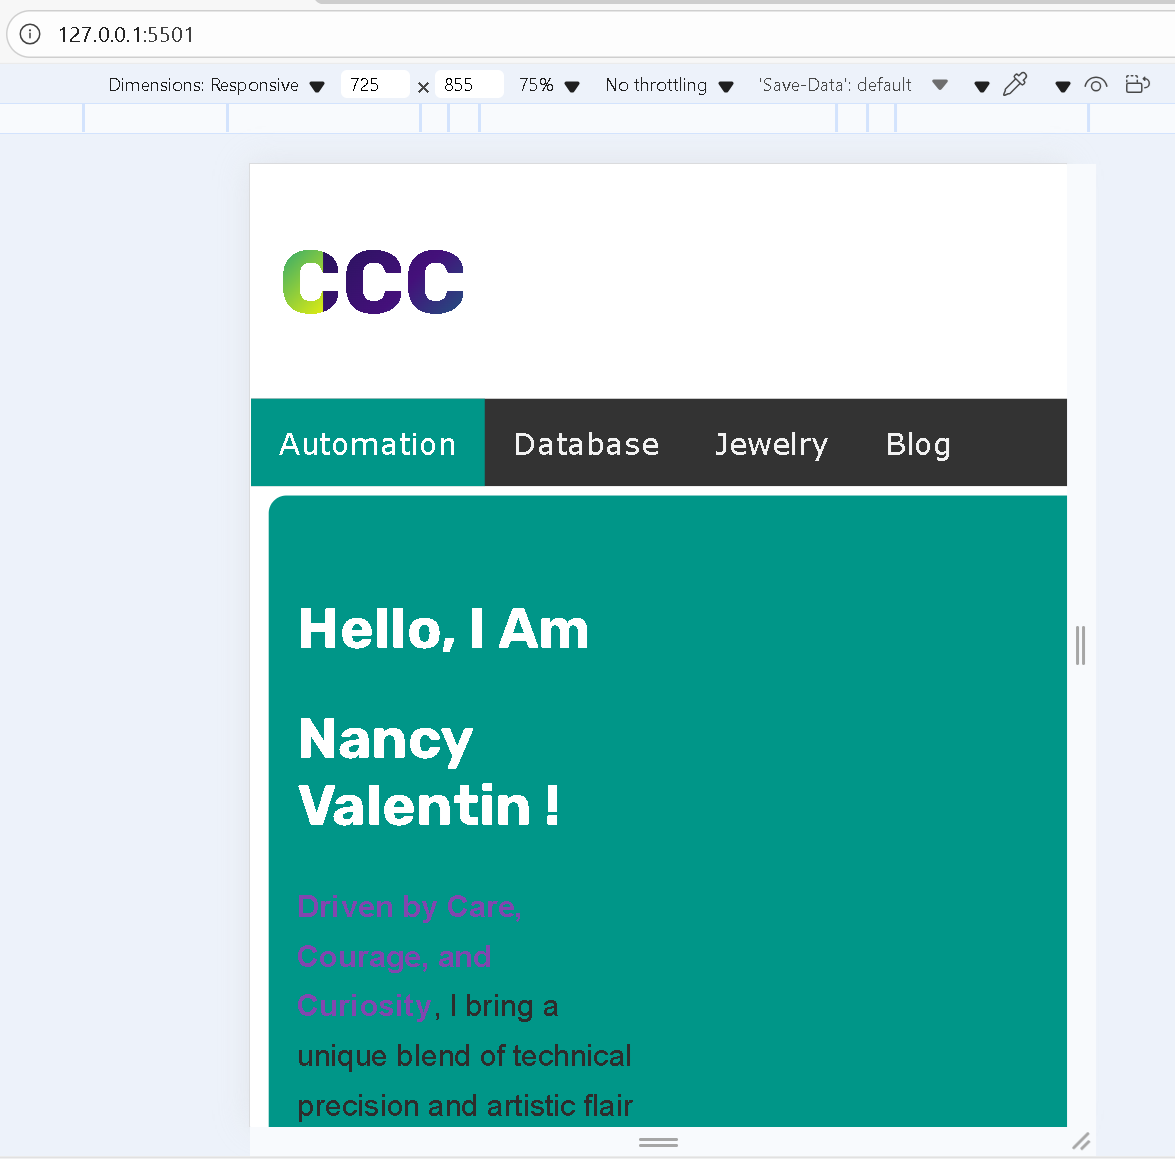 127.0.0.1:5501
Dimensions: Responsive 725 × 855 75% No throttling 'Save-Data': default
CCC
Automation Database Jewelry Blog
Hello, I Am
Nancy
Valentin !
Driven by Care,
Courage, and
Curiosity, I bring a
unique blend of technical
precision and artistic flair